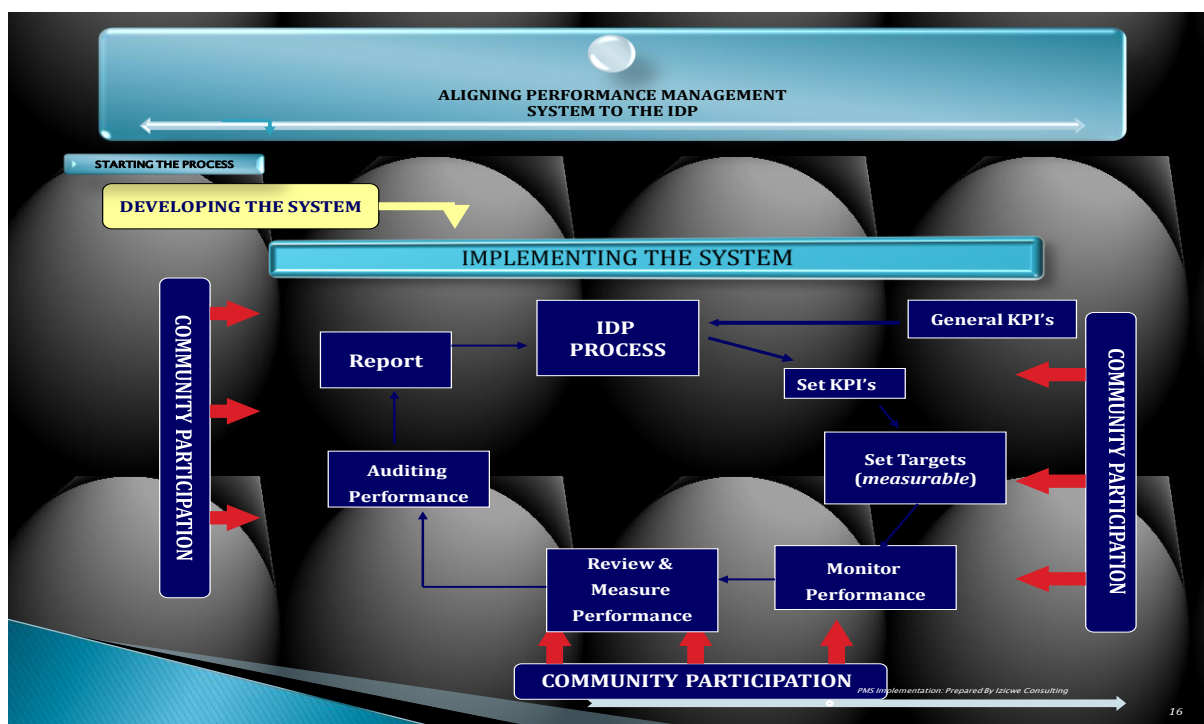 ALIGNING PERFORMANCE MANAGEMENT
SYSTEM TO THE IDP
STARTING THE PROCESS
DEVELOPING THE SYSTEM
IMPLEMENTING THE SYSTEM
COMMUNITY PARTICIPATION
IDP
PROCESS
General KPI's
Report
Set KPI's
COMMUNITY PARTICIPATION
Auditing
Performance
Set Targets
(measurable)
Review &
Measure
Performance
Monitor
Performance
COMMUNITY PARTICIPATION
PMS Implementation: Prepared By Izicwe Consulting
16